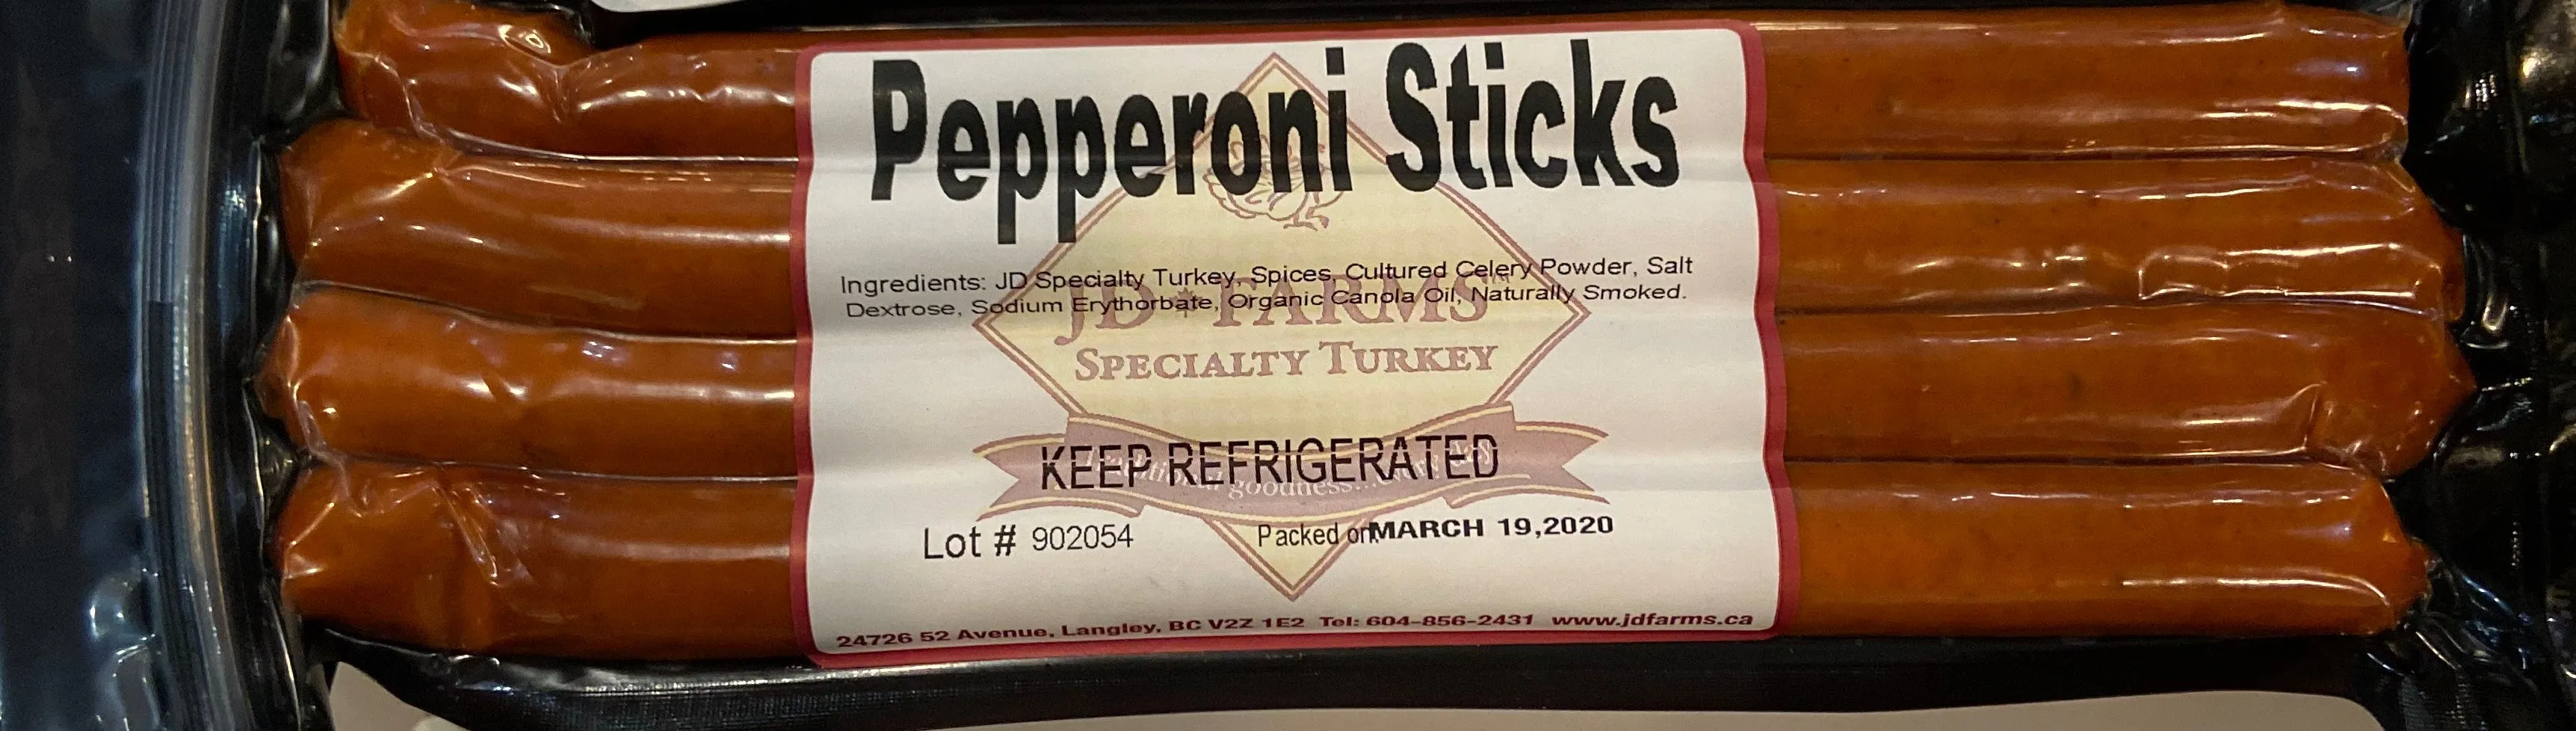 Pepperoni Sticks
Ingredients: JD Specialty Turkey, Spices, Cultured Celery Powder, Salt
Dextrose, Sodium Erythorbate, Organic Canola Oil, Naturally Smoked.
JD FARMS
SPECIALTY TURKEY
KEEP REFRIGERATED
goodness...
Lot # 902054 Packed on MARCH 19,2020
24726 52 Avenue, Langley, BC V2Z 1E2 Tel: 604-856-2431 www.jdfarms.ca